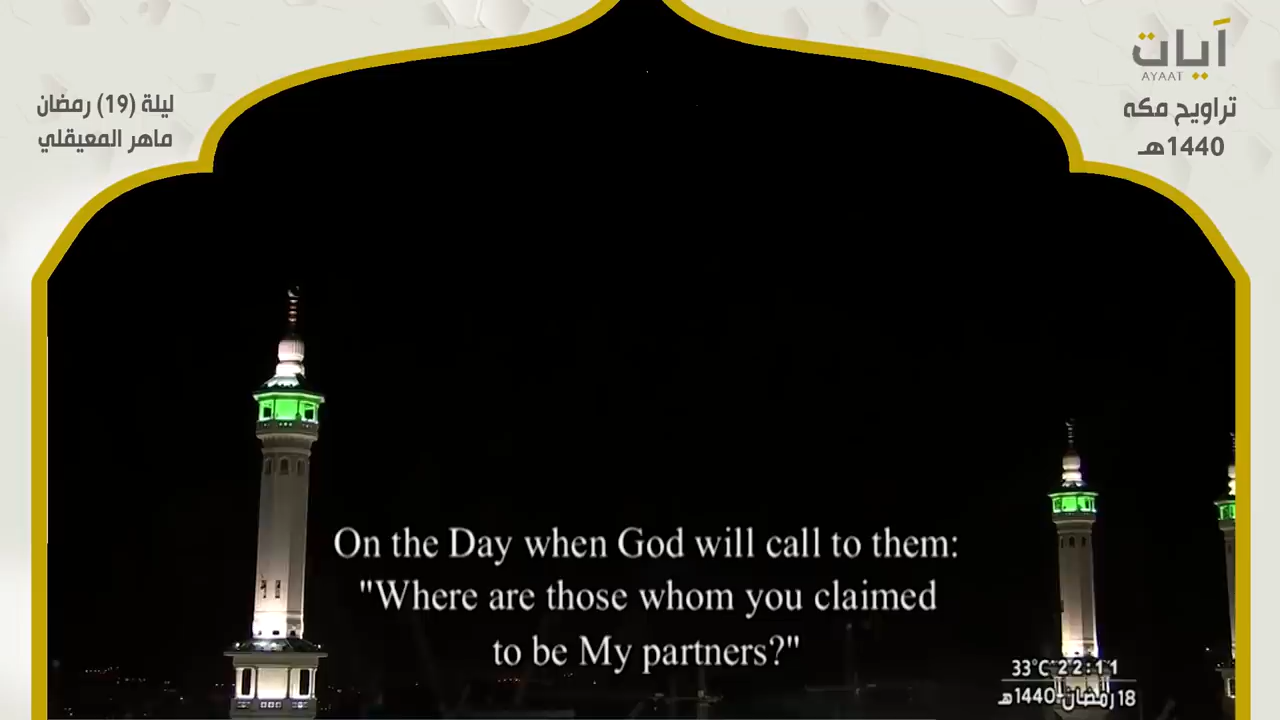 آيات
AYAAT
تراويح مكه
1440هـ
ليلة (19) رمضان
ماهر المعيقلي
On the Day when God will call to them:
"Where are those whom you claimed
to be My partners?"
33°C 22:11
18 رمضان 1440هـ